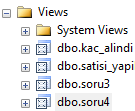 Views
System Views
dbo.kac_alindi
dbo.satisi_yapi
dbo.soru3
dbo.soru4